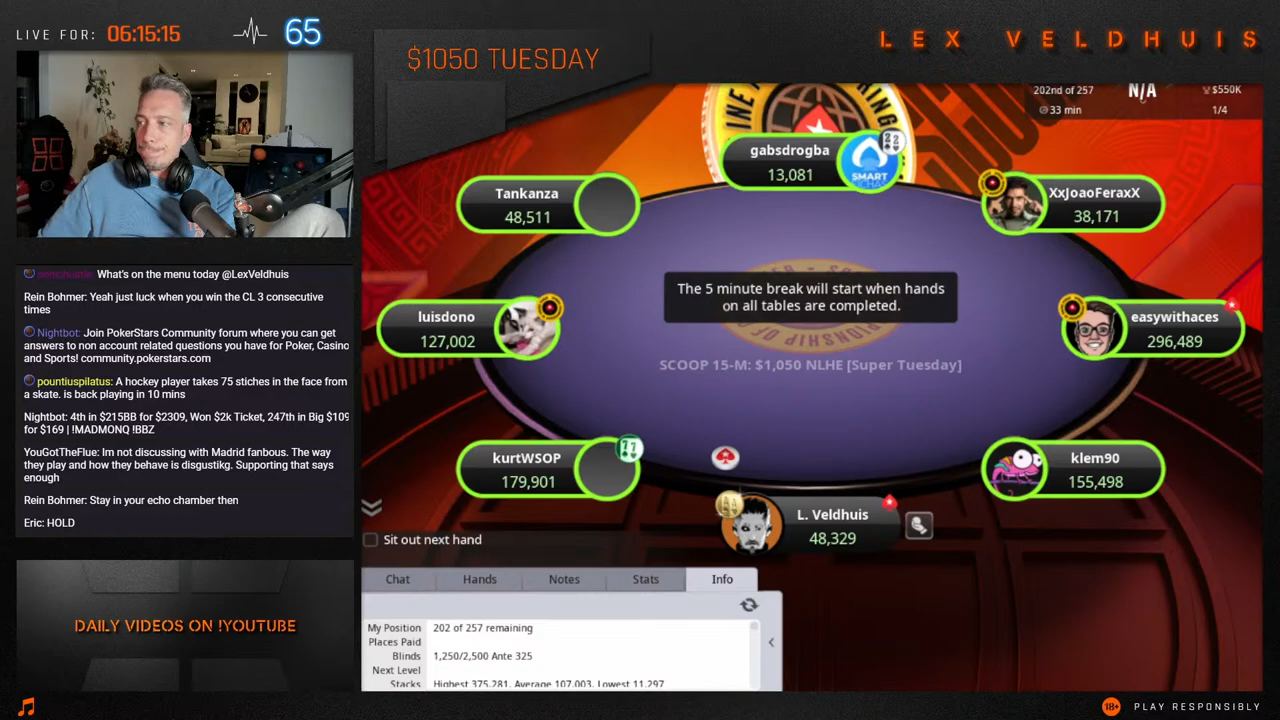 LIVE FOR: 06:15:15
65
LEX VELDHUIS
$1050 TUESDAY
202nd of 257
N/A
$550K
33 min
1/4
gabsdrogba
13,081
SMART
Tankanza
48,511
XxJoaoFeraxX
38,171
The 5 minute break will start when hands
on all tables are completed.
luisdono
127,002
easywithaces
296,489
SCOOP 15-M: $1,050 NLHE [Super Tuesday]
kurtWSOP
179,901
klem90
155,498
L. Veldhuis
48,329
What's on the menu today @LexVeldhuis
Rein Bohmer: Yeah just luck when you win the CL 3 consecutive
times
Nightbot: Join PokerStars Community forum where you can get
answers to non account related questions you have for Poker, Casino
and Sports! community.pokerstars.com
pountiuspilatus: A hockey player takes 75 stiches in the face from
a skate. is back playing in 10 mins
Nightbot: 4th in $215BB for $2309, Won $2k Ticket, 247th in Big $109
for $169 | !MADMONQ !BBZ
YouGotTheFlue: Im not discussing with Madrid fanbous. The way
they play and how they behave is disgustikg. Supporting that says
enough
Rein Bohmer: Stay in your echo chamber then
Eric: HOLD
Sit out next hand
Chat
Hands
Notes
Stats
Info
My Position 202 of 257 remaining
Places Paid
Blinds 1,250/2,500 Ante 325
Next Level
Stacks Highest 375,281, Average 107,003, Lowest 11,297
DAILY VIDEOS ON !YOUTUBE
18+ PLAY RESPONSIBLY